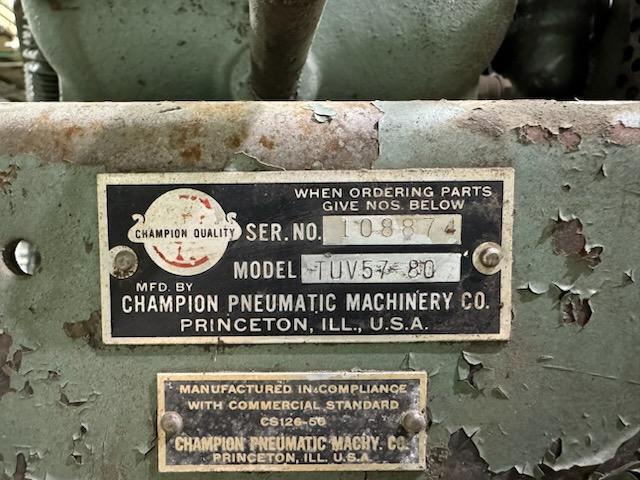 WHEN ORDERING PARTS
GIVE NOS. BELOW
CHAMPION QUALITY
SER. NO. 108874
MODEL TUV57-80
MFD. BY
CHAMPION PNEUMATIC MACHINERY CO.
PRINCETON, ILL., U.S.A.
MANUFACTURED IN COMPLIANCE
WITH COMMERCIAL STANDARD
CS126-50
CHAMPION PNEUMATIC MACHY. CO.
PRINCETON, ILL. U.S.A.